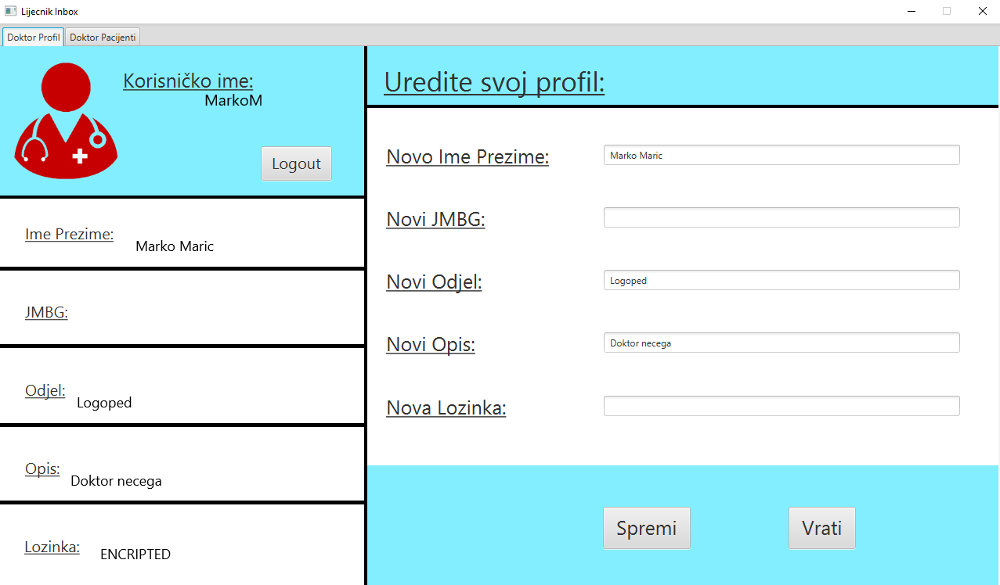 Lijecnik Inbox
Doktor Profil
Doktor Pacijenti
Korisničko ime:
MarkoM
Logout
Ime Prezime:
Marko Maric
JMBG:
Odjel:
Logoped
Opis:
Doktor necega
Lozinka:
ENCRIPTED
Uredite svoj profil:
Novo Ime Prezime:
Marko Maric
Novi JMBG:
Novi Odjel:
Logoped
Novi Opis:
Doktor necega
Nova Lozinka:
Spremi
Vrati